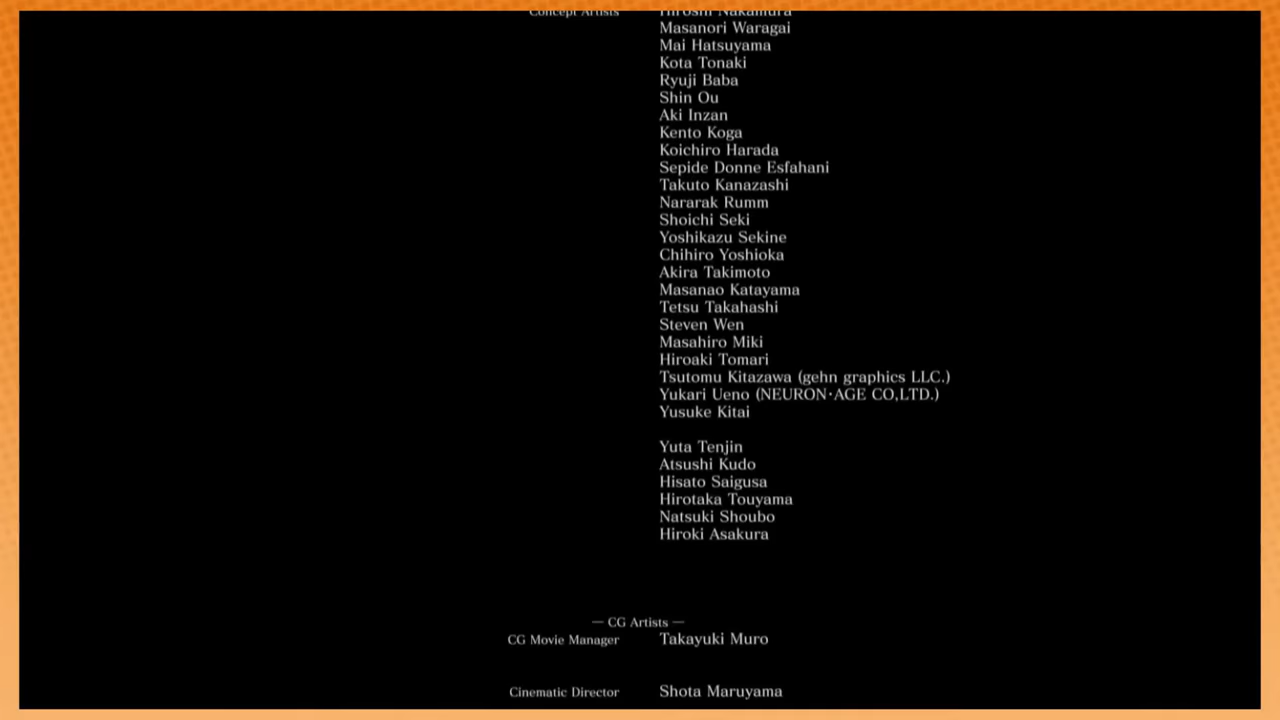 Concept Artists Hiroshi Nakamura
Masanori Waragai
Mai Hatsuyama
Kota Tonaki
Ryuji Baba
Shin Ou
Aki Inzan
Kento Koga
Koichiro Harada
Sepide Donne Esfahani
Takuto Kanazashi
Nararak Rumm
Shoichi Seki
Yoshikazu Sekine
Chihiro Yoshioka
Akira Takimoto
Masanao Katayama
Tetsu Takahashi
Steven Wen
Masahiro Miki
Hiroaki Tomari
Tsutomu Kitazawa (gehn graphics LLC.)
Yukari Ueno (NEURON・AGE CO,LTD.)
Yusuke Kitai
Yuta Tenjin
Atsushi Kudo
Hisato Saigusa
Hirotaka Touyama
Natsuki Shoubo
Hiroki Asakura
— CG Artists —
CG Movie Manager Takayuki Muro
Cinematic Director Shota Maruyama